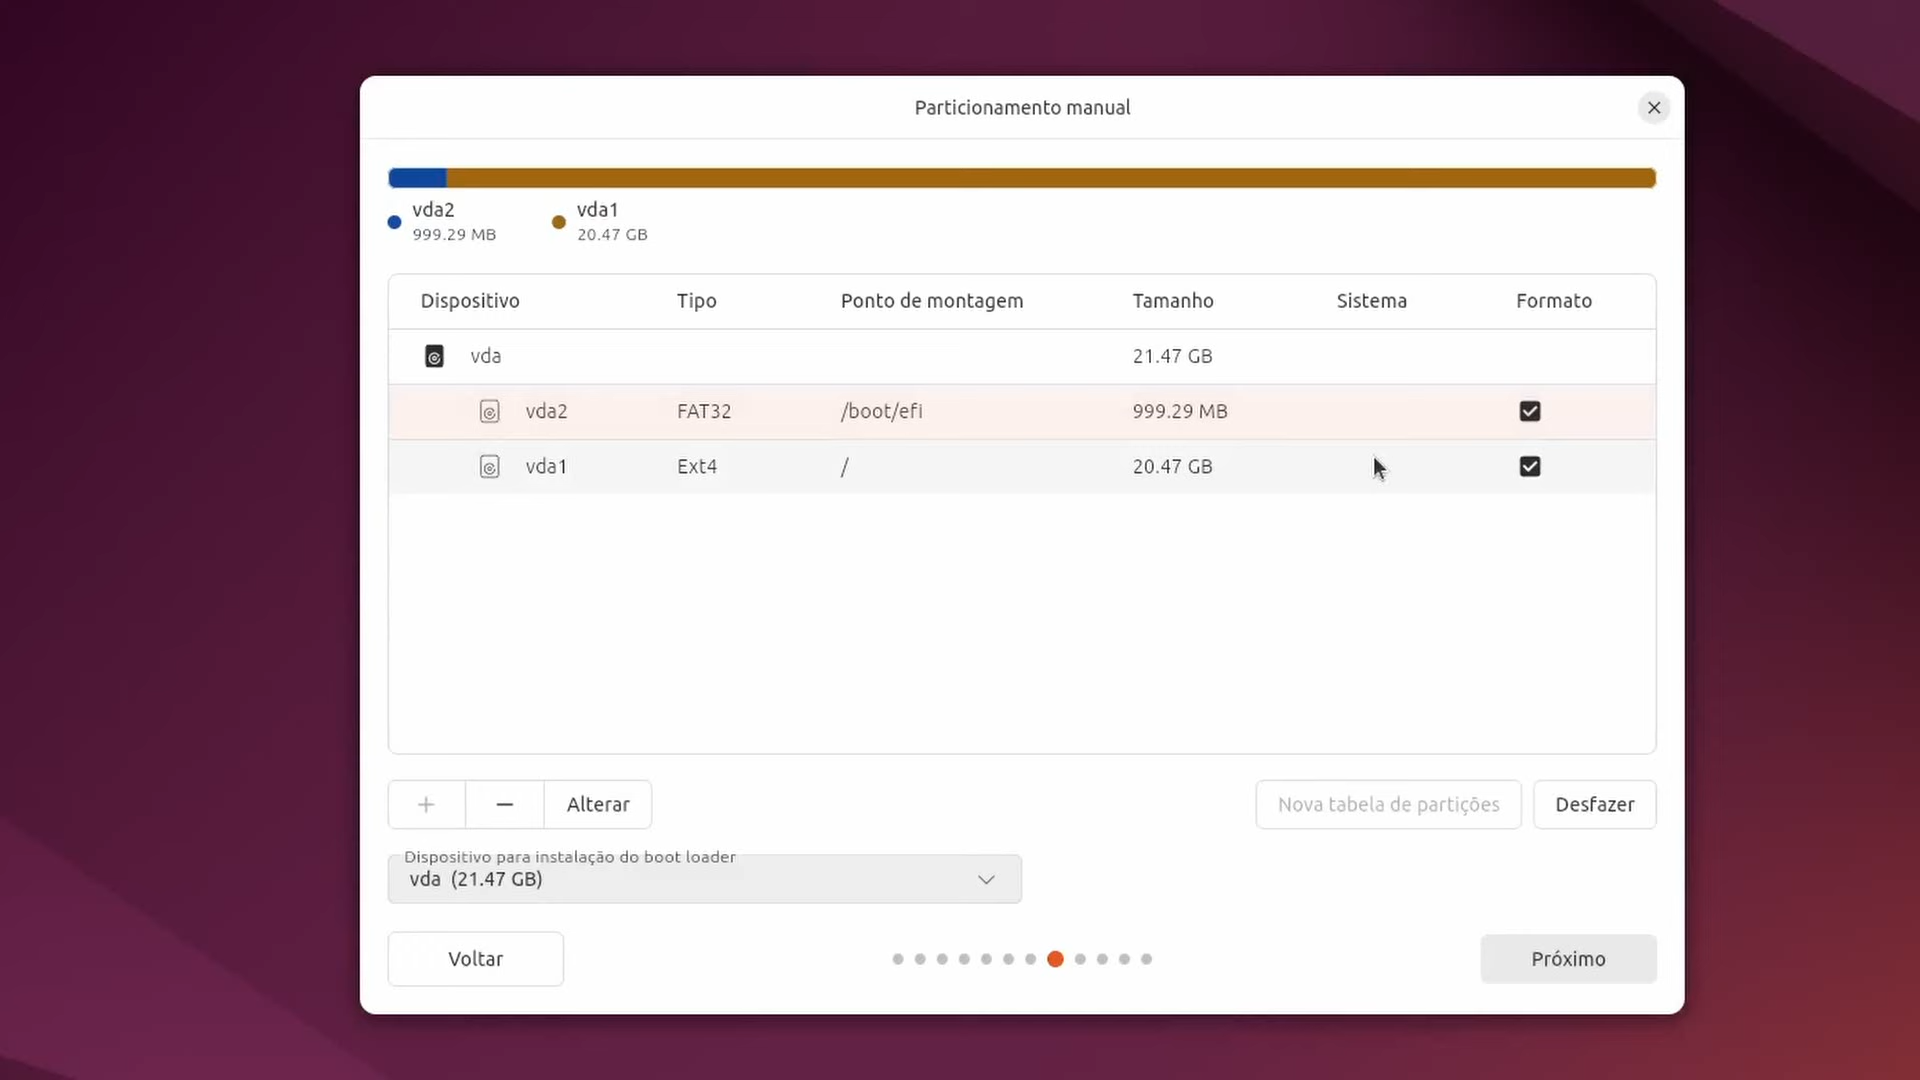 Particionamento manual
vda2
999.29 MB
vda1
20.47 GB
Dispositivo Tipo Ponto de montagem Tamanho Sistema Formato
vda 21.47 GB
vda2 FAT32 /boot/efi 999.29 MB
vda1 Ext4 / 20.47 GB
+ − Alterar Nova tabela de partições Desfazer
Dispositivo para instalação do boot loader
vda (21.47 GB)
Voltar Próximo